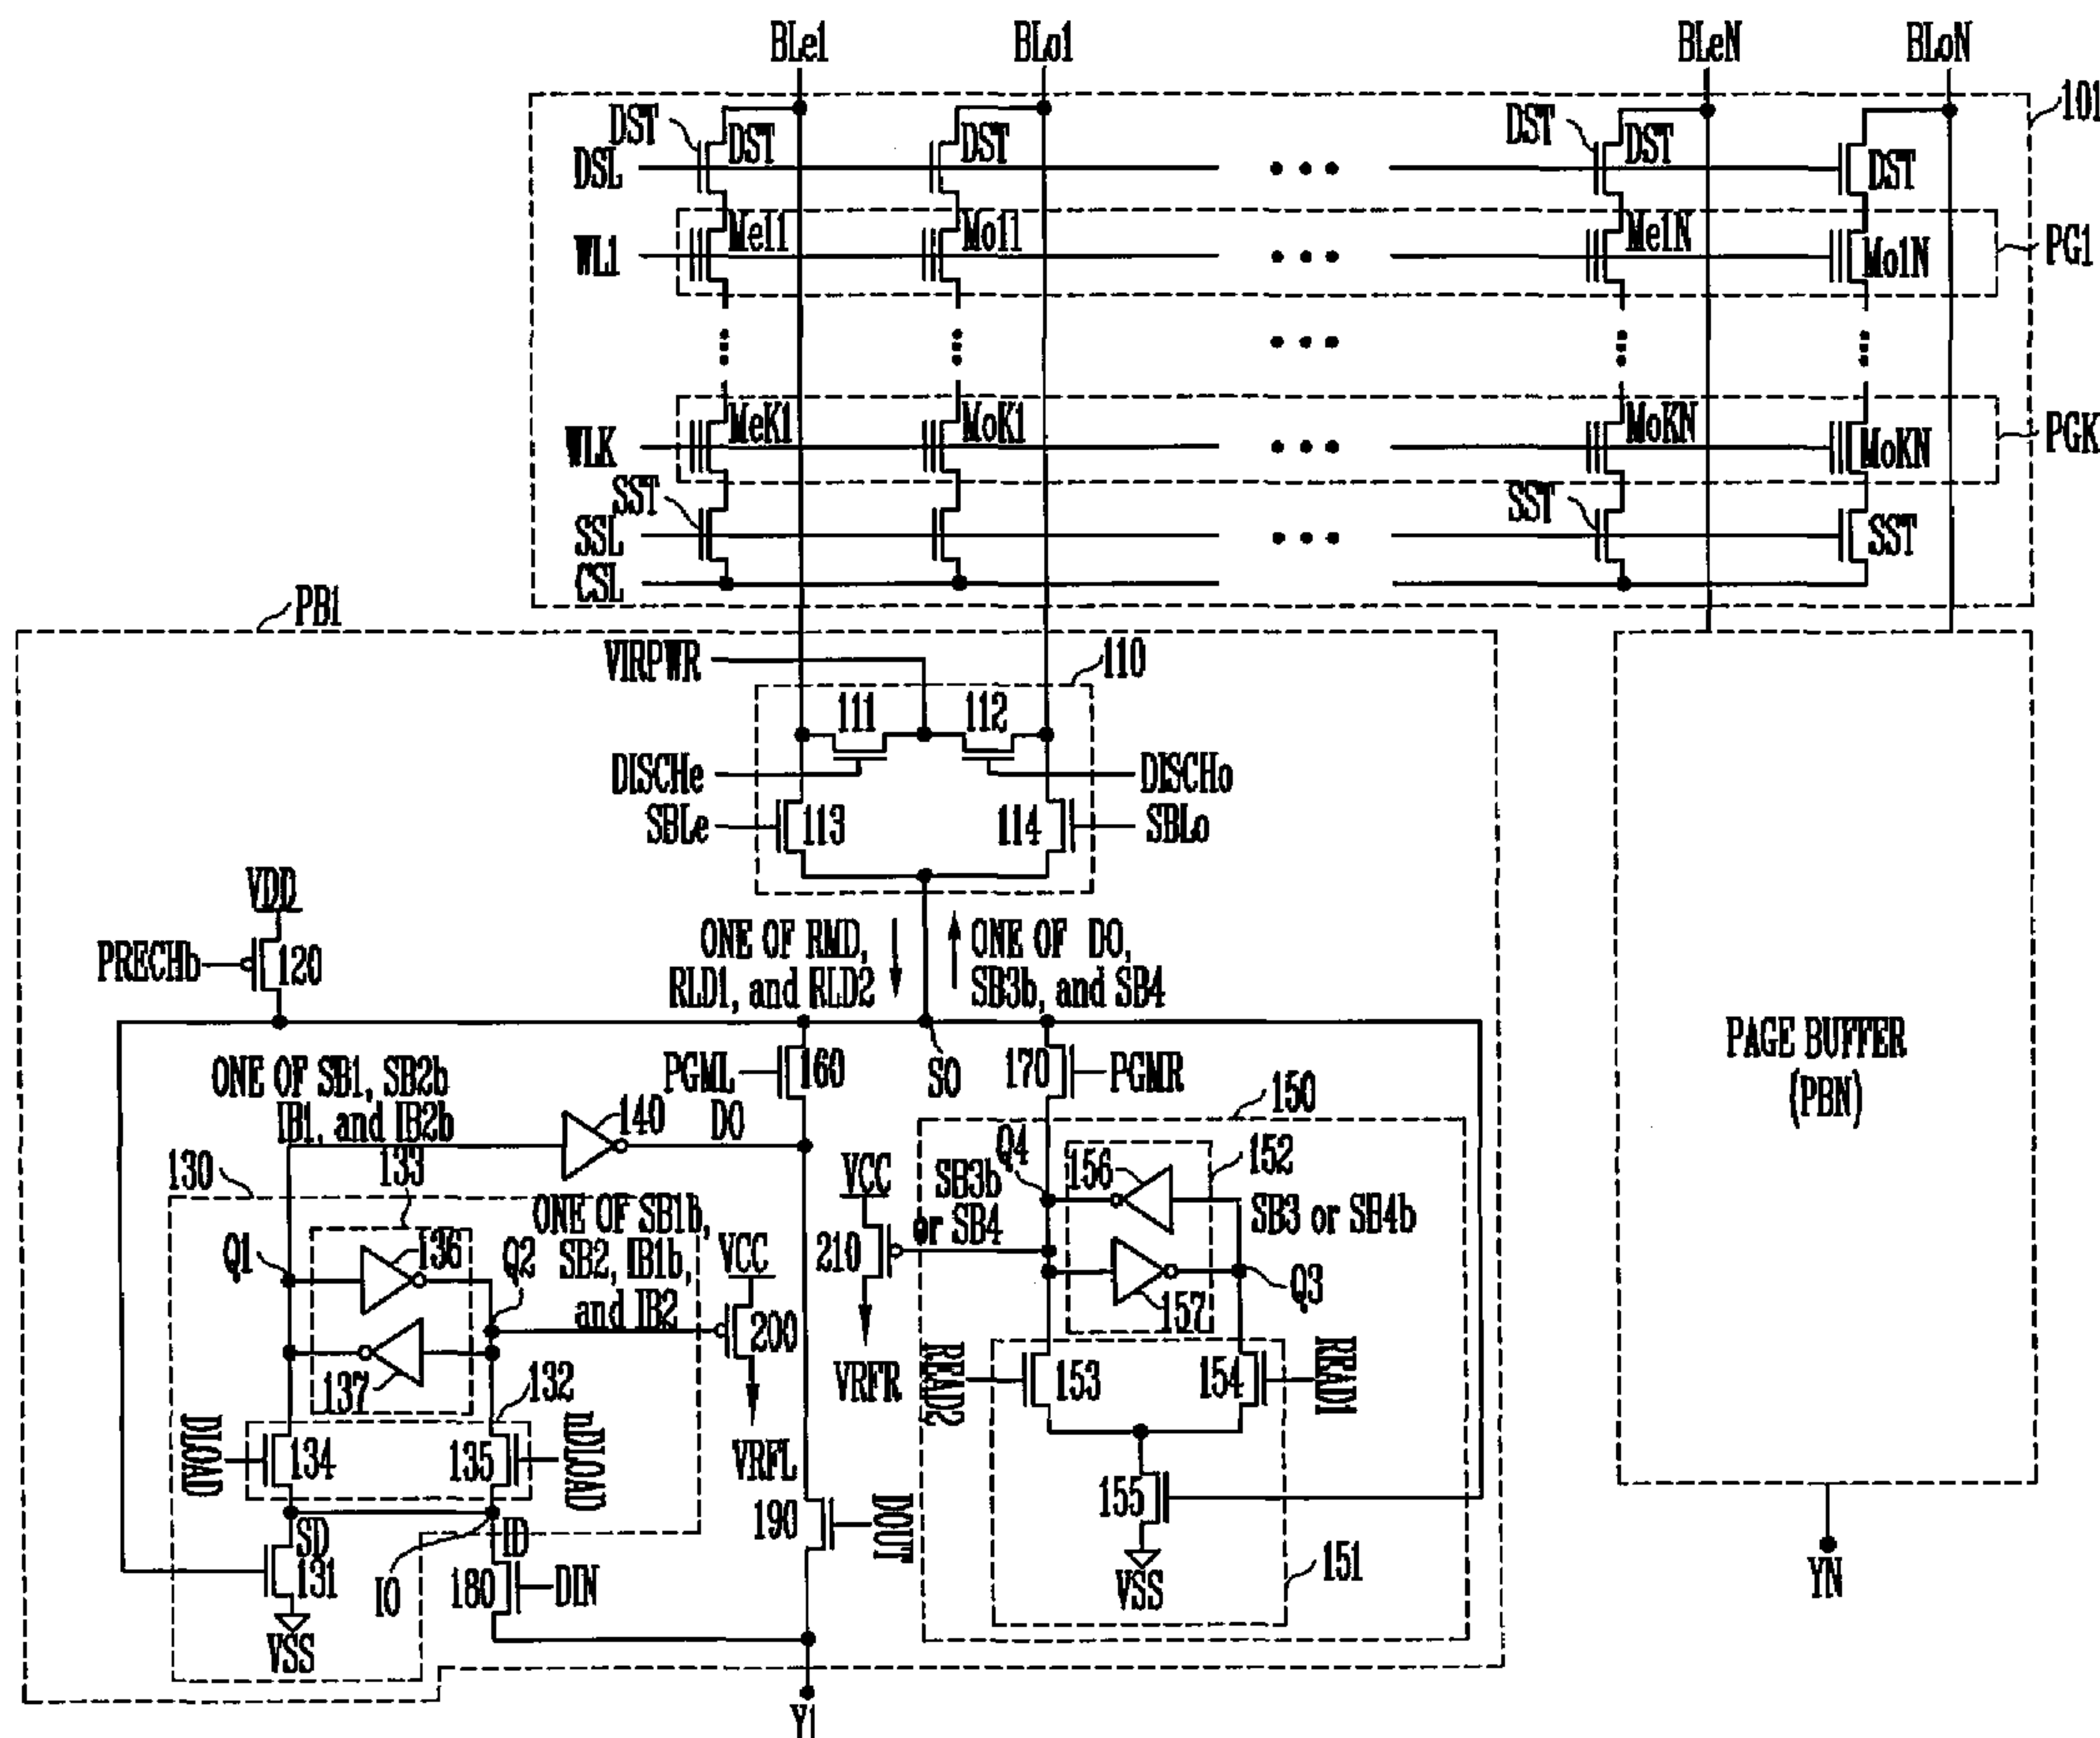 BLe1 BLo1 BLeN BLoN
101
DST DST DST DST DST DST
DSL
Me11 Mo11 Me1N Mo1N
WL1 PG1
MeK1 MoK1 MoKN MoKN
WLK PGK
SST SST SST
SSL
CSL
PB1
VIRPWR 110
111 112
DISCHe DISCHo
SBLe 113 114 SBLo
VDD
PRECHb 120
ONE OF RMD,
RLD1, and RLD2
ONE OF DO,
SB3b, and SB4
PAGE BUFFER
(PBN)
ONE OF SB1, SB2b
IB1, and IB2b
PGML 160 SO 170 PGMR
140 DO 150
130 133
VCC
SB3b
or SB4
Q4 156 152
SB3 or SB4b
ONE OF SB1b,
SB2, IB1b,
and IB2
Q1 136 Q2
VCC
210
200
157 Q3
137 132
VRFR
READ2 153 154 READ1
DLOAD 134 135 nDLOAD
VRFL
190 DOUT
155
SD ID
131 IO 180 DIN
VSS
VSS
151
YN
Y1